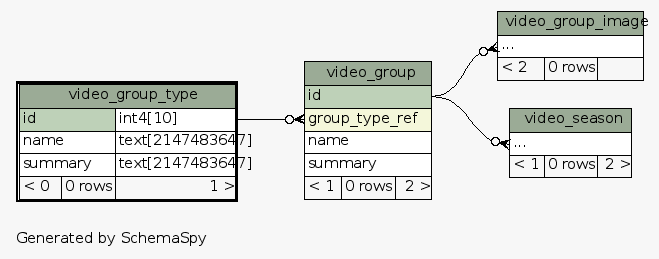 video_group_type
id int4[10]
name text[2147483647]
summary text[2147483647]
< 0 0 rows 1 >
video_group
id
group_type_ref
name
summary
< 1 0 rows 2 >
video_group_image
...
< 2 0 rows
video_season
...
< 1 0 rows 2 >
Generated by SchemaSpy